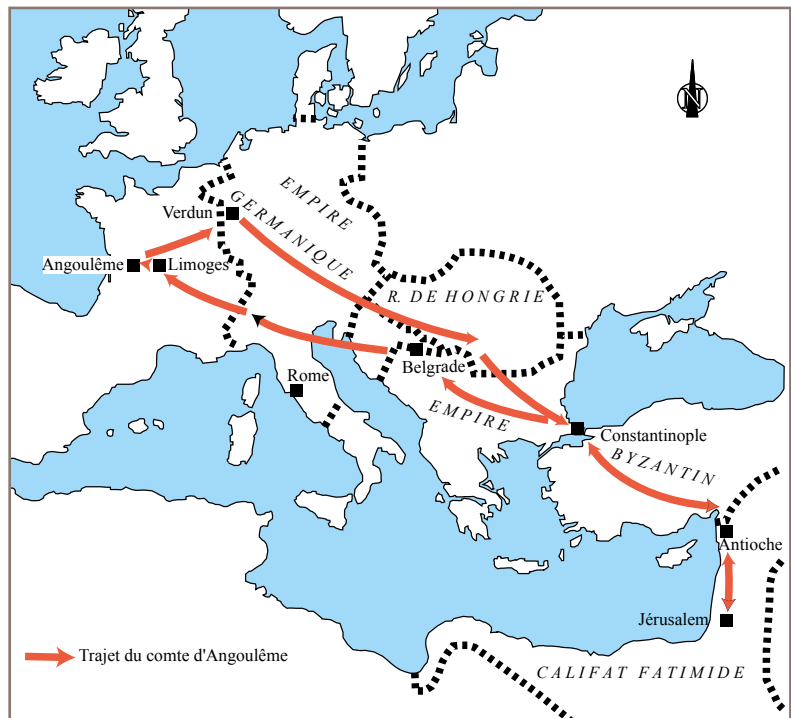 N
EMPIRE
GERMANIQUE
Verdun
Angoulême
Limoges
R. DE HONGRIE
Belgrade
Rome
EMPIRE
Constantinople
BYZANTIN
Antioche
Jérusalem
Trajet du comte d'Angoulême
CALIFAT FATIMIDE